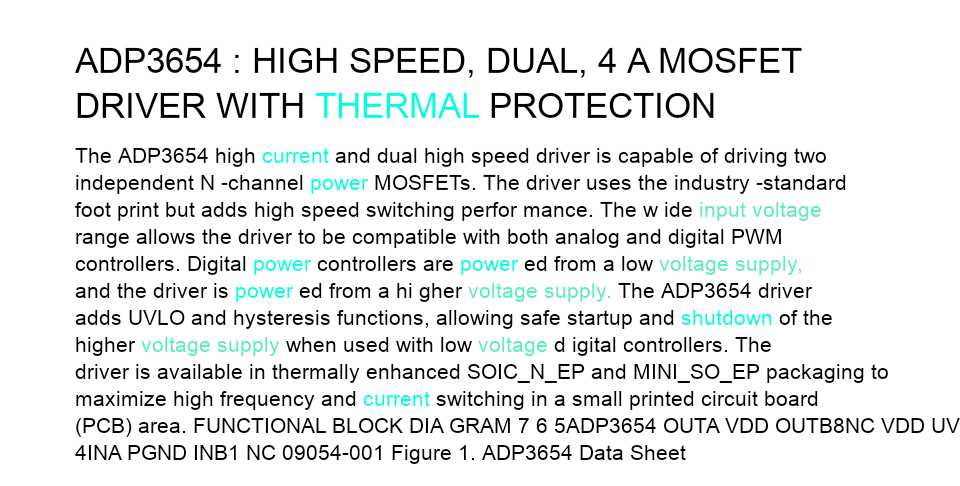 ADP3654 : HIGH SPEED, DUAL, 4 A MOSFET
DRIVER WITH THERMAL PROTECTION
The ADP3654 high current and dual high speed driver is capable of driving two
independent N -channel power MOSFETs. The driver uses the industry -standard
foot print but adds high speed switching perfor mance. The w ide input voltage
range allows the driver to be compatible with both analog and digital PWM
controllers. Digital power controllers are power ed from a low voltage supply,
and the driver is power ed from a hi gher voltage supply. The ADP3654 driver
adds UVLO and hysteresis functions, allowing safe startup and shutdown of the
higher voltage supply when used with low voltage d igital controllers. The
driver is available in thermally enhanced SOIC_N_EP and MINI_SO_EP packaging to
maximize high frequency and current switching in a small printed circuit board
(PCB) area. FUNCTIONAL BLOCK DIA GRAM 7 6 5ADP3654 OUTA VDD OUTB8NC VDD UV
4INA PGND INB1 NC 09054-001 Figure 1. ADP3654 Data Sheet